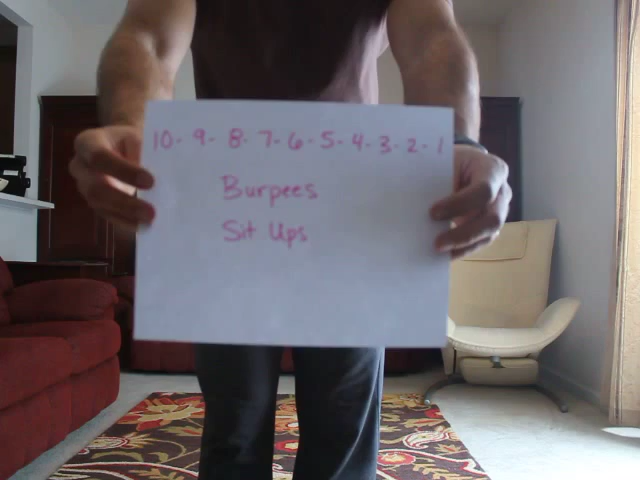 10- 9- 8- 7- 6- 5- 4- 3- 2- 1
Burpees
Sit Ups